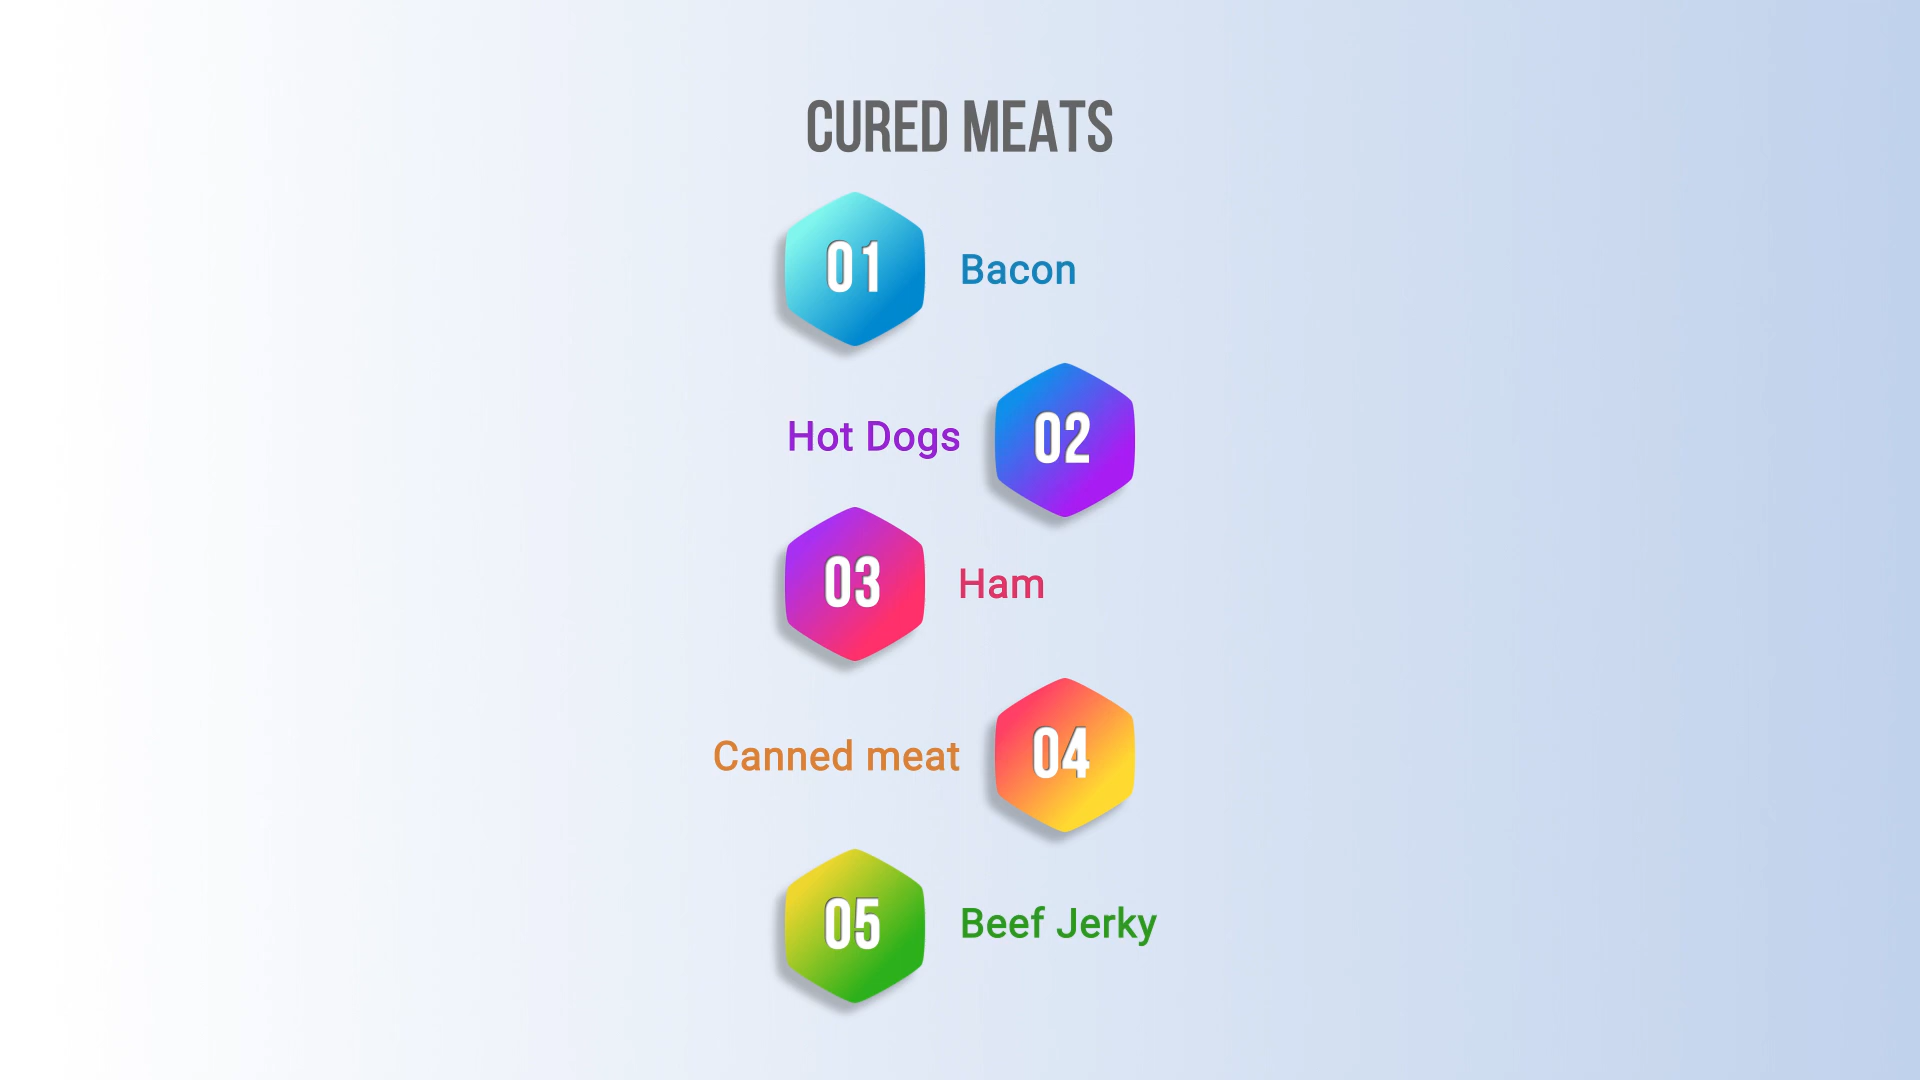 CURED MEATS
01 Bacon
Hot Dogs 02
03 Ham
Canned meat 04
05 Beef Jerky